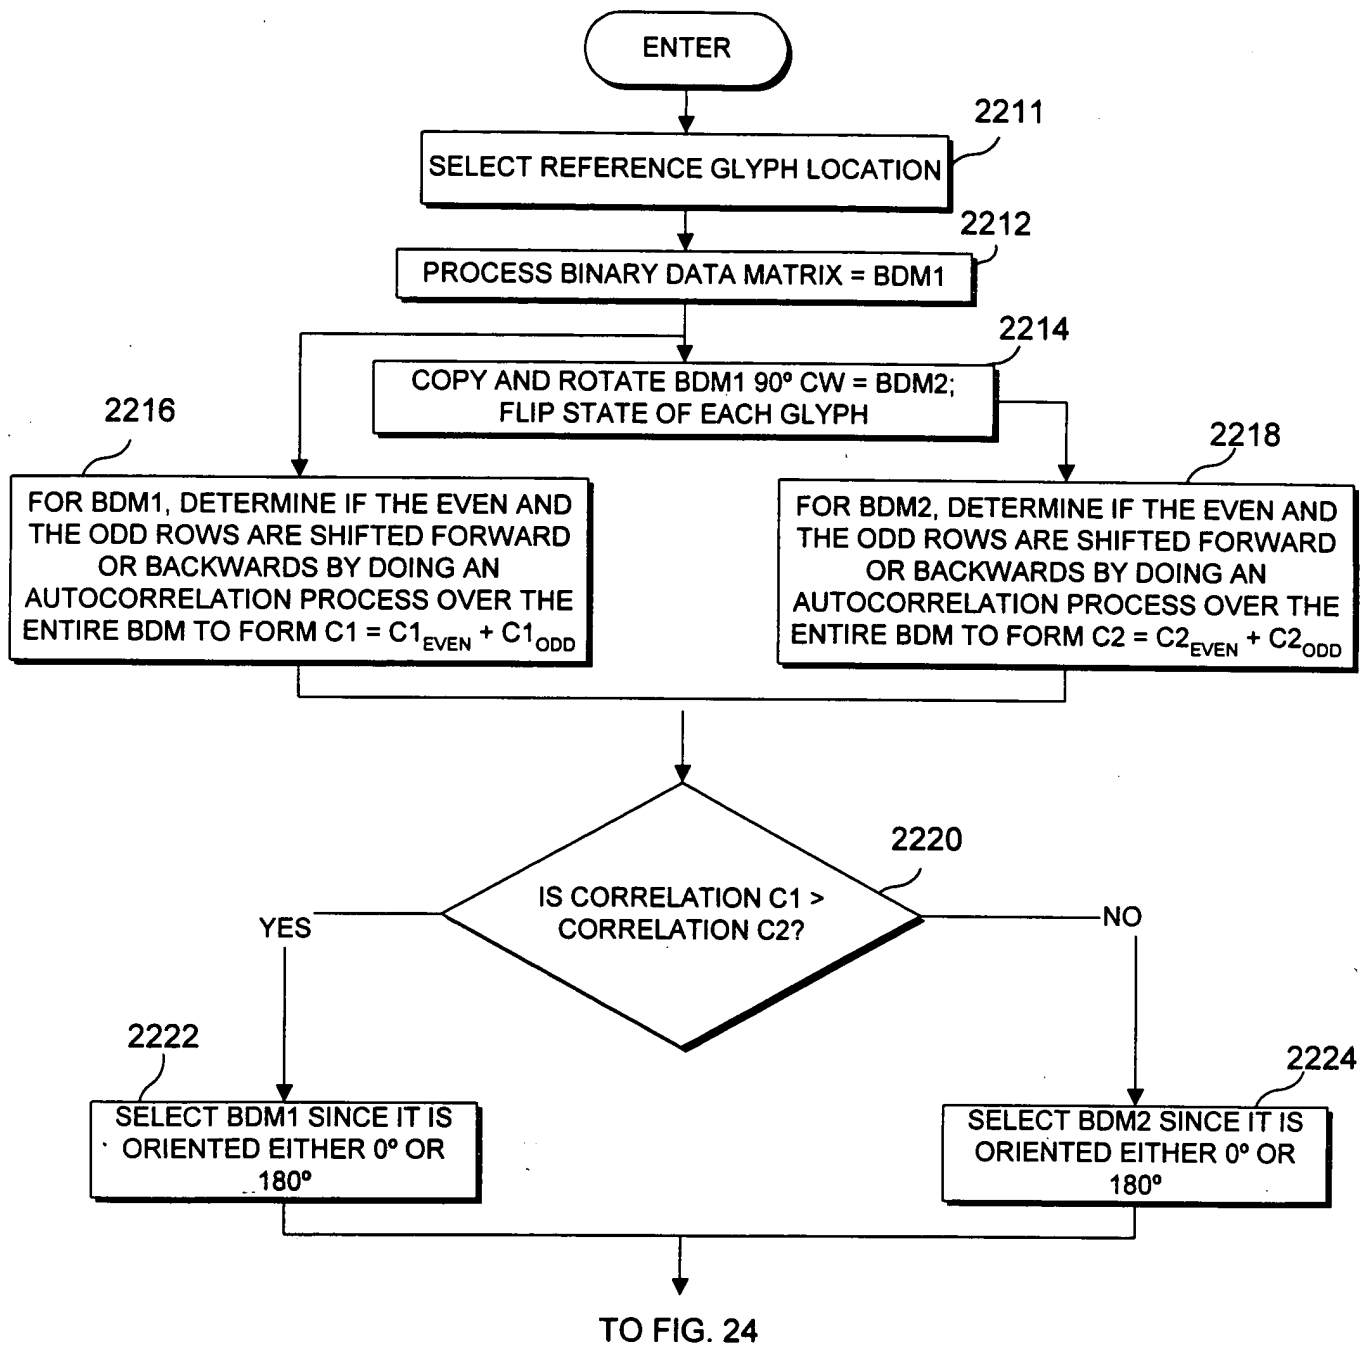 ENTER
2211
SELECT REFERENCE GLYPH LOCATION
2212
PROCESS BINARY DATA MATRIX = BDM1
2214
COPY AND ROTATE BDM1 90º CW = BDM2;
FLIP STATE OF EACH GLYPH
2216
FOR BDM1, DETERMINE IF THE EVEN AND
THE ODD ROWS ARE SHIFTED FORWARD
OR BACKWARDS BY DOING AN
AUTOCORRELATION PROCESS OVER THE
ENTIRE BDM TO FORM C1 = C1EVEN + C1ODD
2218
FOR BDM2, DETERMINE IF THE EVEN AND
THE ODD ROWS ARE SHIFTED FORWARD
OR BACKWARDS BY DOING AN
AUTOCORRELATION PROCESS OVER THE
ENTIRE BDM TO FORM C2 = C2EVEN + C2ODD
2220
IS CORRELATION C1 >
CORRELATION C2?
YES
NO
2222
SELECT BDM1 SINCE IT IS
ORIENTED EITHER 0º OR
180º
2224
SELECT BDM2 SINCE IT IS
ORIENTED EITHER 0º OR
180º
TO FIG. 24